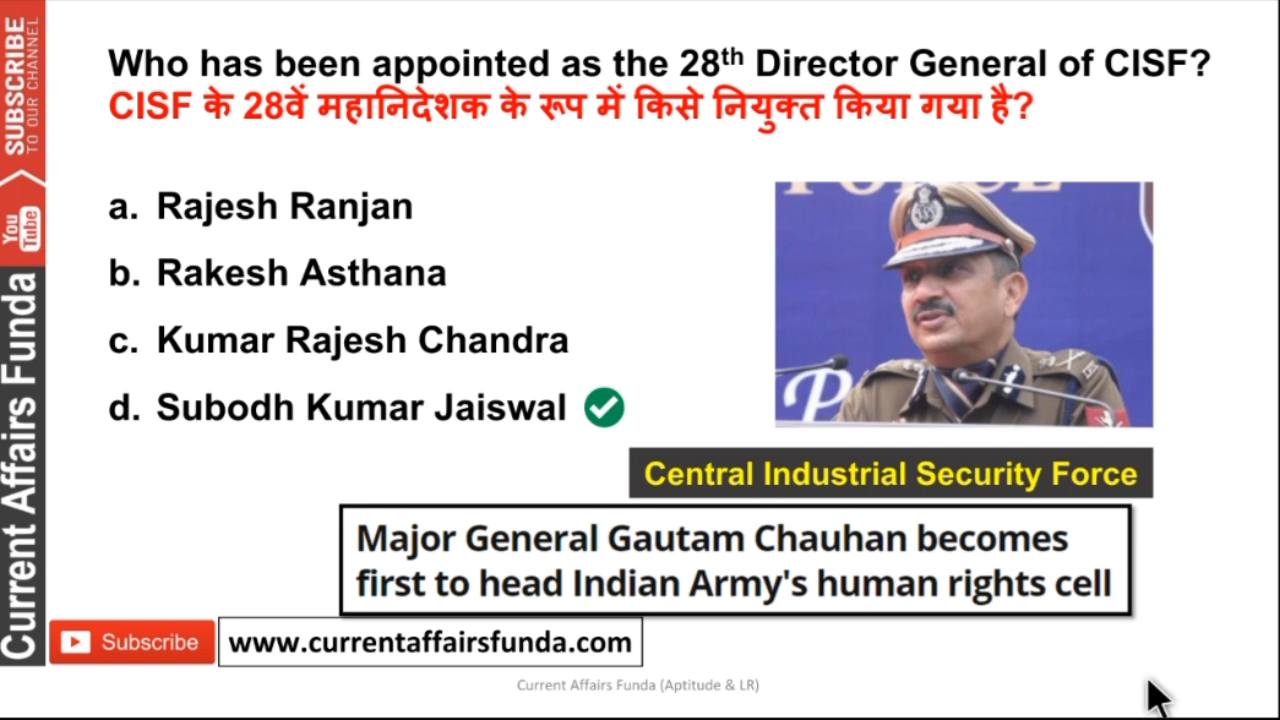 SUBSCRIBE
TO OUR CHANNEL
You
Tube
Current Affairs Funda
Who has been appointed as the 28th Director General of CISF?
CISF के 28वें महानिदेशक के रूप में किसे नियुक्त किया गया है?
a. Rajesh Ranjan
b. Rakesh Asthana
c. Kumar Rajesh Chandra
d. Subodh Kumar Jaiswal
Central Industrial Security Force
Major General Gautam Chauhan becomes
first to head Indian Army's human rights cell
Subscribe
www.currentaffairsfunda.com
Current Affairs Funda (Aptitude & LR)